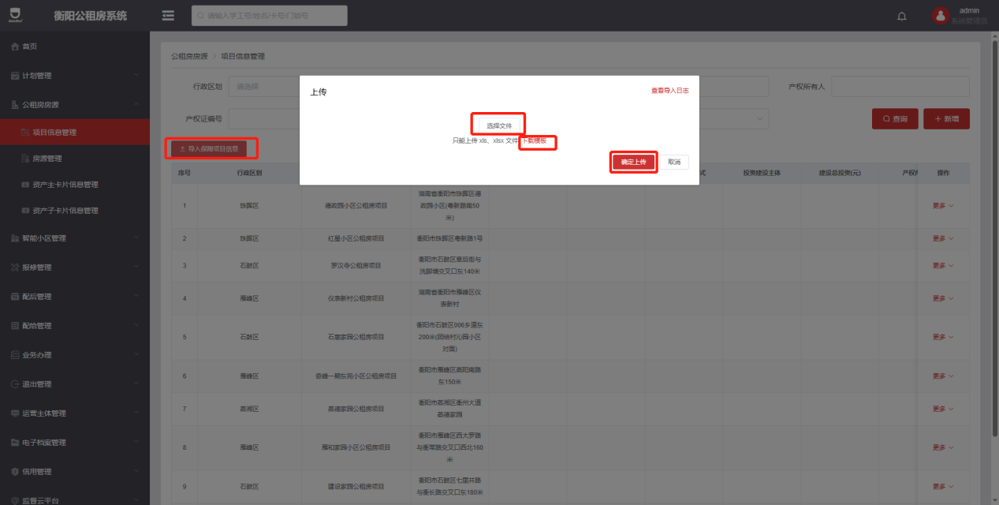 衡阳公租房系统
请输入学工号/姓名/卡号/门锁号
admin
系统管理员
首页
计划管理
公租房房源
项目信息管理
房源管理
资产主卡片信息管理
资产子卡片信息管理
智能小区管理
报修管理
配后管理
配给管理
业务办理
退出管理
运营主体管理
电子档案管理
信用管理
监督云平台
公租房房源 > 项目信息管理
行政区划 请选择
产权所有人
产权证编号
查询
新增
导入保障项目信息
上传
查看导入日志
选择文件
只能上传 xls、xlsx 文件 下载模板
确定上传 取消
序号 行政区划 式 投资建设主体 建设总投资(元) 产权所 操作
1 珠晖区 德政园小区公租房项目 湖南省衡阳市珠晖区德
政园小区(粤新路南50
米) 更多
2 珠晖区 红星小区公租房项目 衡阳市珠晖区粤新路1号 更多
3 石鼓区 罗汉寺公租房项目 衡阳市石鼓区草后街与
洗脚塘交叉口东140米 更多
4 雁峰区 仪表新村公租房项目 湖南省衡阳市雁峰区仪
表新村 更多
5 石鼓区 家园公租房项目 衡阳市石鼓区006乡道东
200米(团结村沁园小区
对面) 更多
6 雁峰区 奇峰一期东苑小区公租房项目 衡阳市雁峰区蒸阳南路
东150米 更多
7 蒸湘区 蒸德家园公租房项目 衡阳市蒸湘区衡州大道
蒸德家园 更多
8 雁峰区 雁和家园小区公租房项目 衡阳市雁峰区西大罗路
与衡常路交叉口西北160
米 更多
9 石鼓区 建设家园公租房项目 衡阳市石鼓区七里井路
与衡长路交叉口东180米 更多